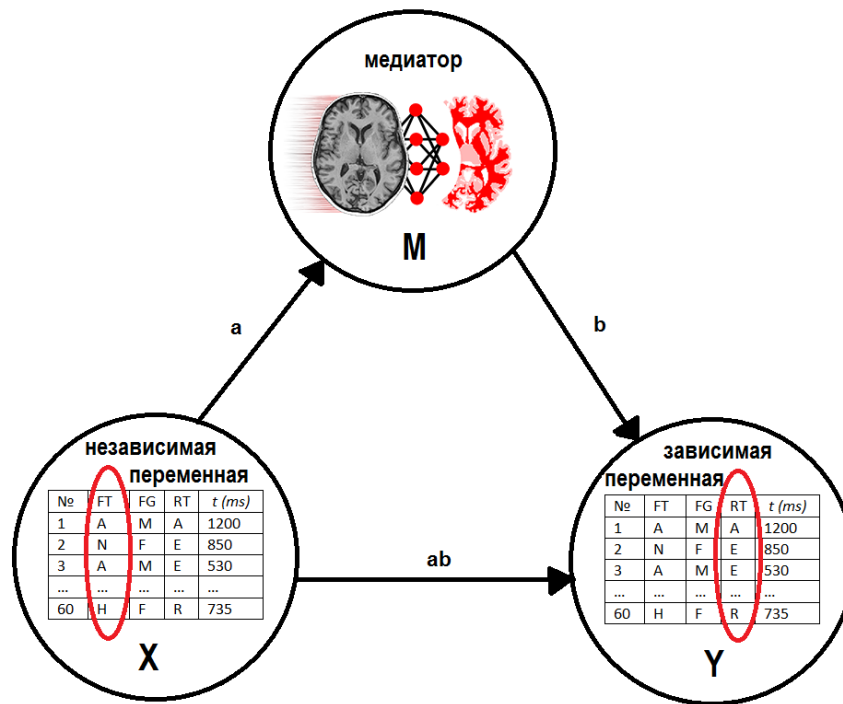 медиатор
M
a
b
независимая
переменная
№ FT FG RT t (ms)
1 A M A 1200
2 N F E 850
3 A M E 530
... ... ... ... ...
60 H F R 735
X
ab
зависимая
переменная
№ FT FG RT t (ms)
1 A M A 1200
2 N F E 850
3 A M E 530
... ... ... ... ...
60 H F R 735
Y